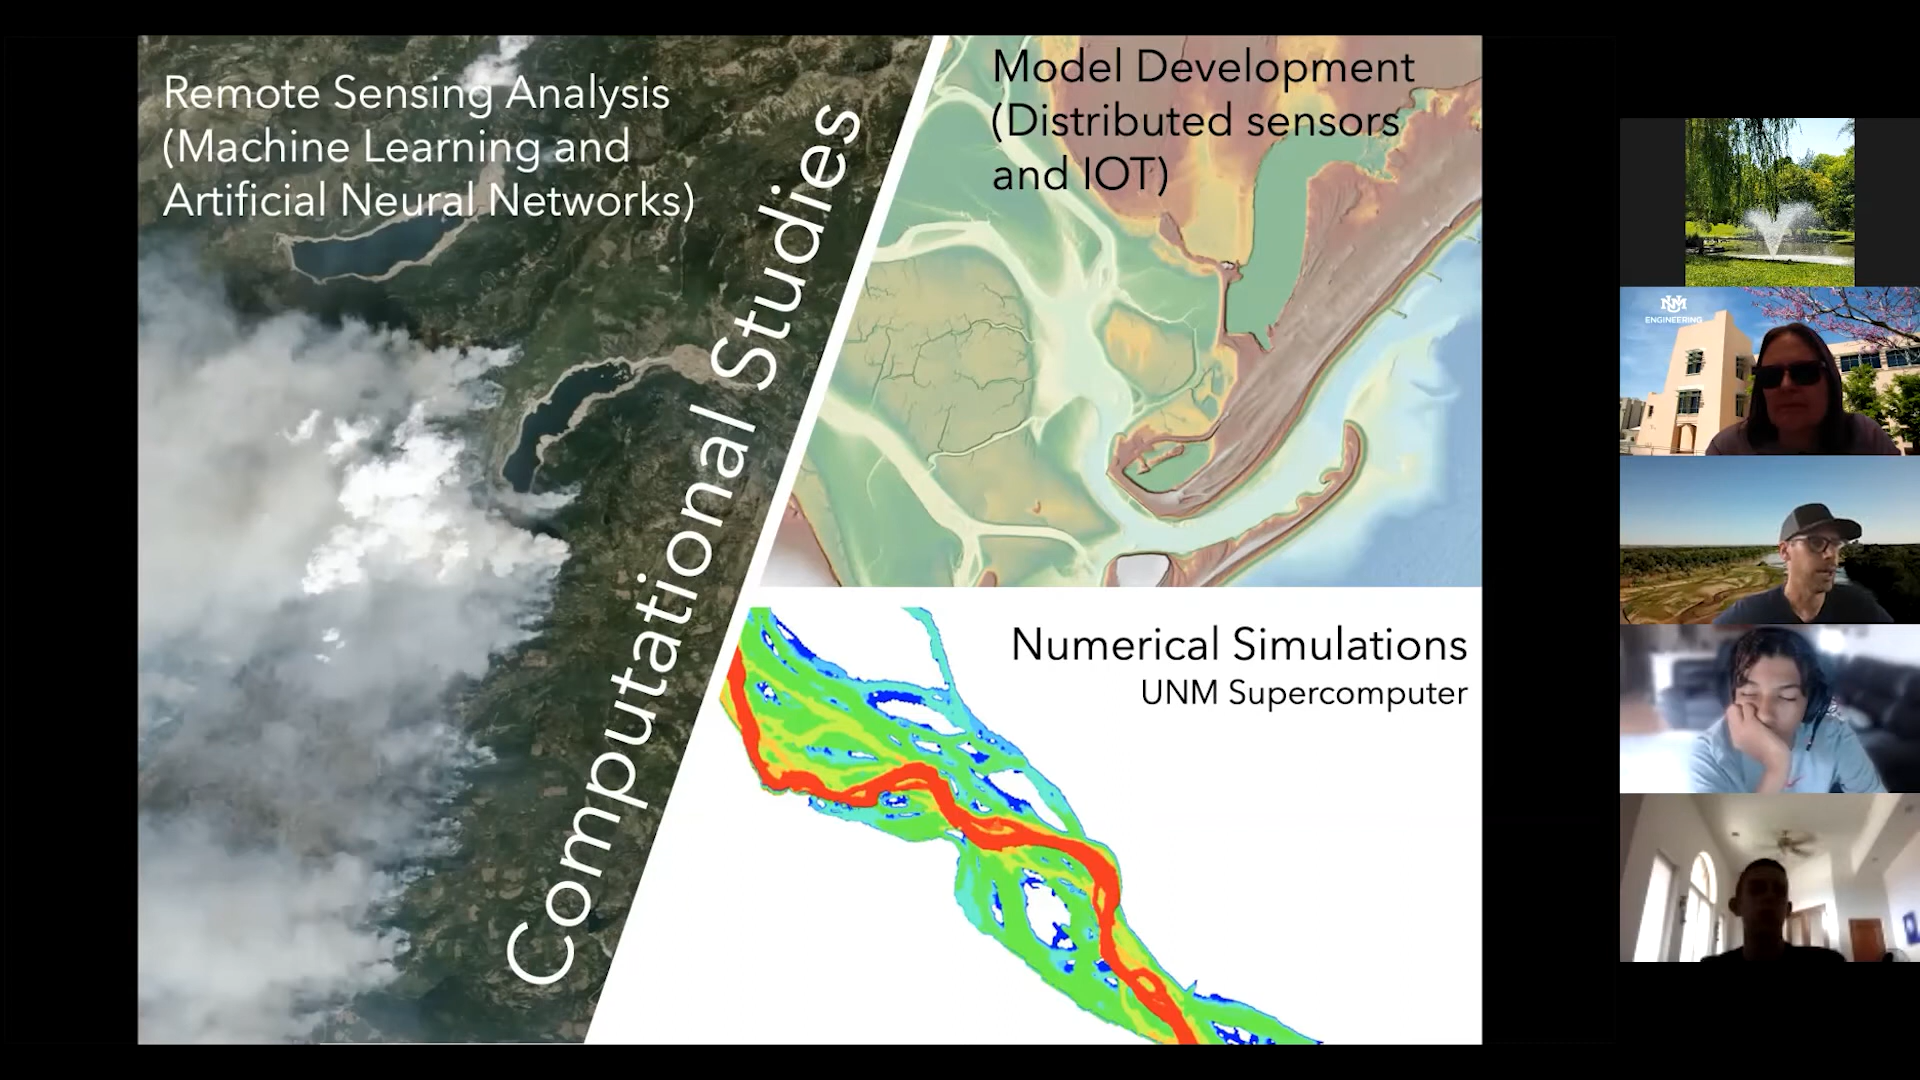 Remote Sensing Analysis
(Machine Learning and
Artificial Neural Networks)
Computational Studies
Model Development
(Distributed sensors
and IOT)
Numerical Simulations
UNM Supercomputer
UNM
ENGINEERING